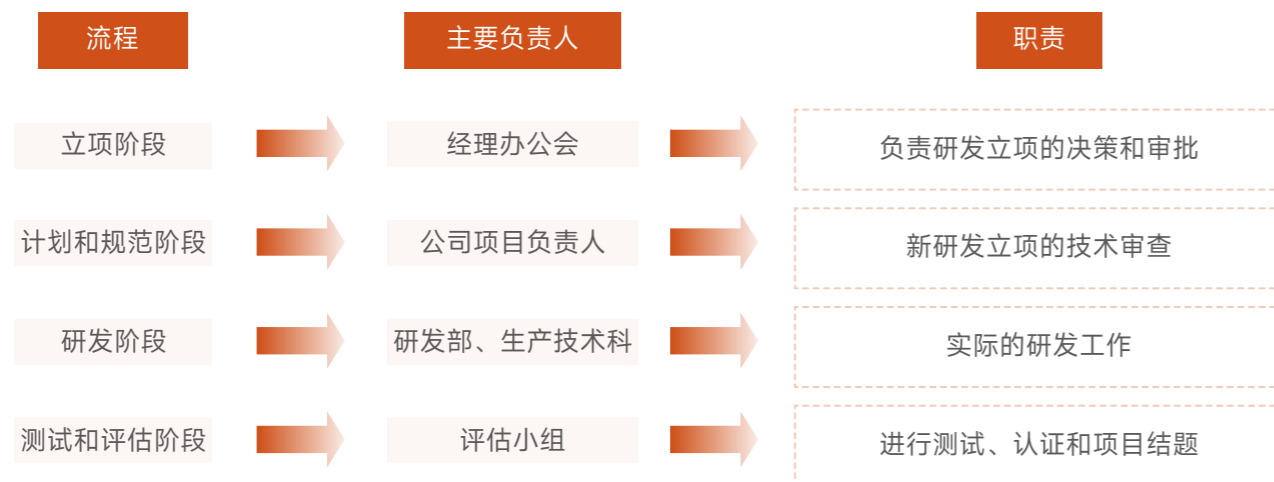 流程
主要负责人
职责
立项阶段
经理办公会
负责研发立项的决策和审批
计划和规范阶段
公司项目负责人
新研发立项的技术审查
研发阶段
研发部、生产技术科
实际的研发工作
测试和评估阶段
评估小组
进行测试、认证和项目结题